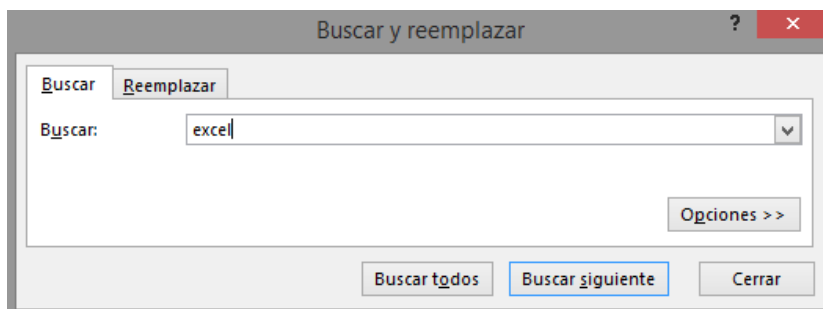 Buscar y reemplazar ? ×
Buscar Reemplazar
Buscar: excel
Opciones >>
Buscar todos Buscar siguiente Cerrar